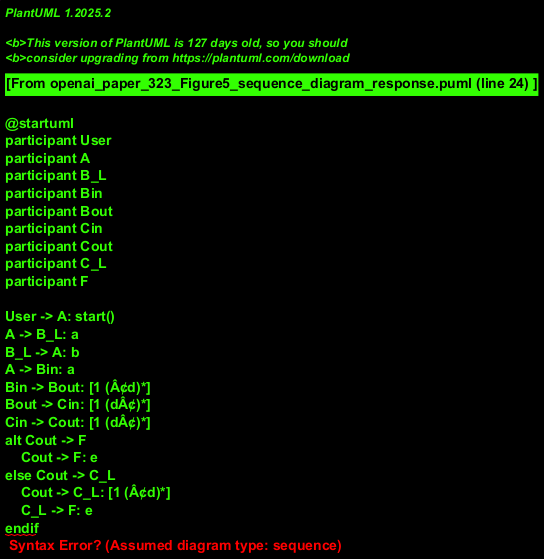 PlantUML 1.2025.2
<b>This version of PlantUML is 127 days old, so you should
<b>consider upgrading from https://plantuml.com/download
[From openai_paper_323_Figure5_sequence_diagram_response.puml (line 24) ]
@startuml
participant User
participant A
participant B_L
participant Bin
participant Bout
participant Cin
participant Cout
participant C_L
participant F
User -> A: start()
A -> B_L: a
B_L -> A: b
A -> Bin: a
Bin -> Bout: [1 (Â¢d)*]
Bout -> Cin: [1 (dÂ¢)*]
Cin -> Cout: [1 (dÂ¢)*]
alt Cout -> F
    Cout -> F: e
else Cout -> C_L
    Cout -> C_L: [1 (Â¢d)*]
    C_L -> F: e
endif
Syntax Error? (Assumed diagram type: sequence)